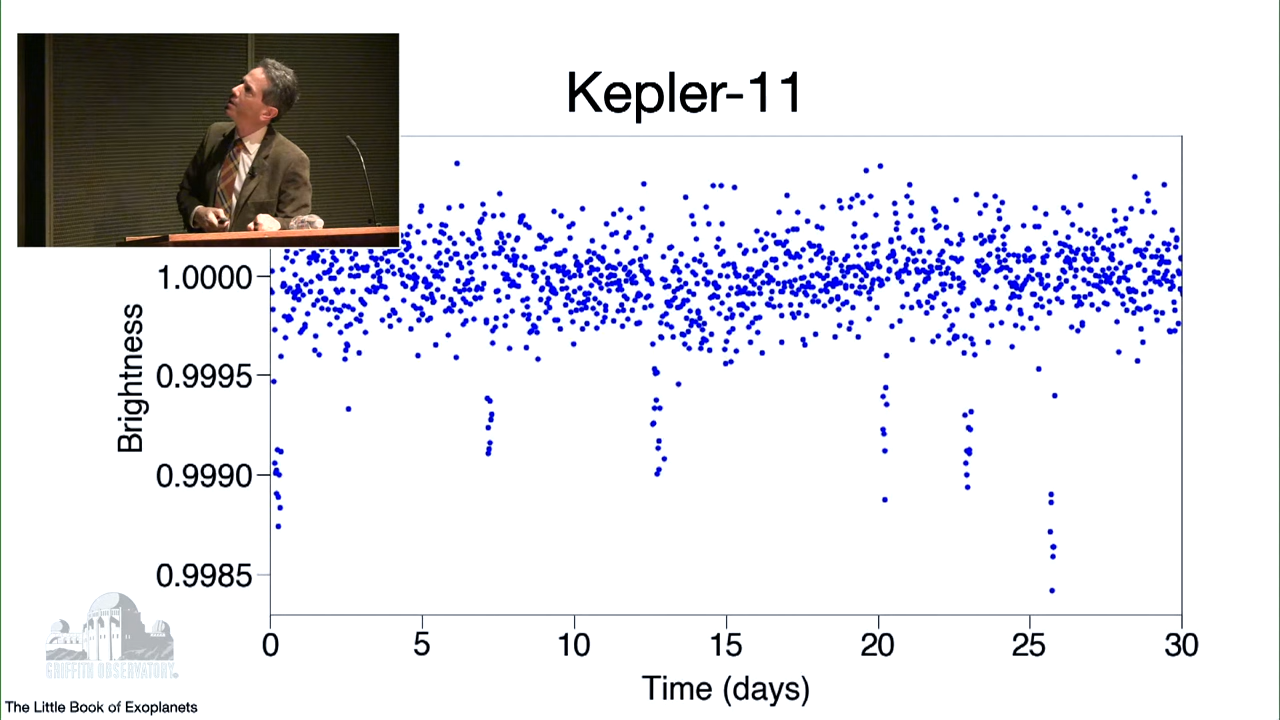 Kepler-11
1.0000
0.9995
0.9990
0.9985
Brightness
0 5 10 15 20 25 30
Time (days)
GRIFFITH OBSERVATORY
The Little Book of Exoplanets